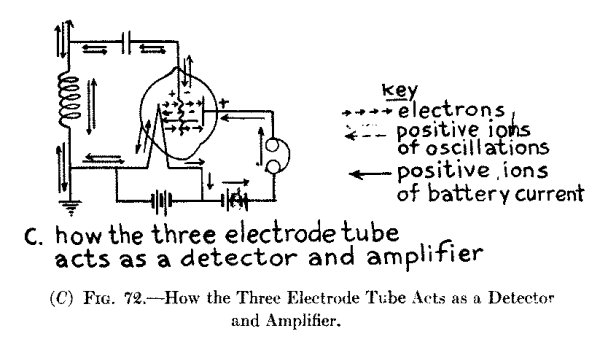 key
electrons
positive ions
of oscillations
positive ions
of battery current
+ -
+
C. how the three electrode tube
acts as a detector and amplifier
(C) Fig. 72.—How the Three Electrode Tube Acts as a Detector
and Amplifier.